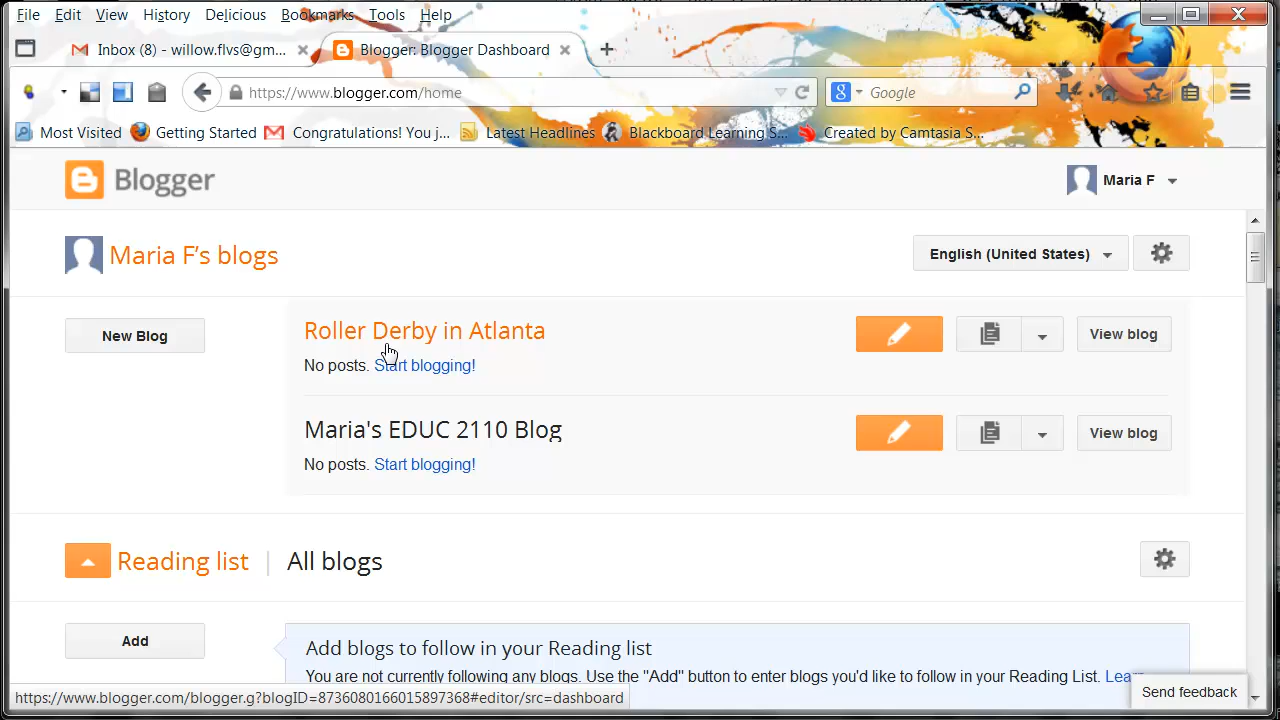 File Edit View History Delicious Bookmarks Tools Help
Inbox (8) - willow.flvs@gm... Blogger: Blogger Dashboard
https://www.blogger.com/home Google
Most Visited Getting Started Congratulations! You j... Latest Headlines Blackboard Learning S... Created by Camtasia S...
Blogger Maria F
Maria F's blogs English (United States)
New Blog
Roller Derby in Atlanta View blog
No posts. Start blogging!
Maria's EDUC 2110 Blog View blog
No posts. Start blogging!
Reading list | All blogs
Add
Add blogs to follow in your Reading list
You are not currently following any blogs. Use the "Add" button to enter blogs you'd like to follow in your Reading List. Learn
Send feedback
https://www.blogger.com/blogger.g?blogID=8736080166015897368#editor/src=dashboard